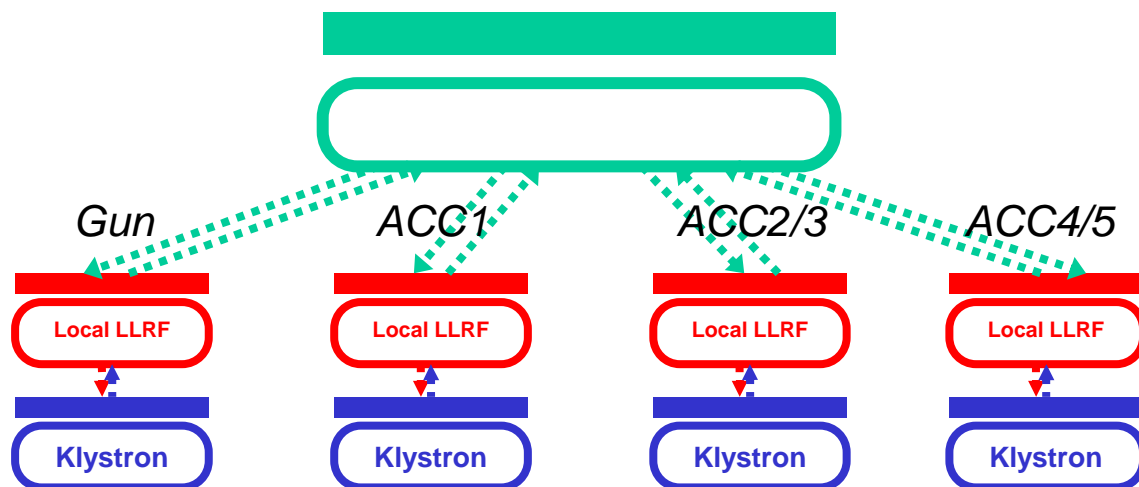 Gun ACC1 ACC2/3 ACC4/5
Local LLRF Local LLRF Local LLRF Local LLRF
Klystron Klystron Klystron Klystron